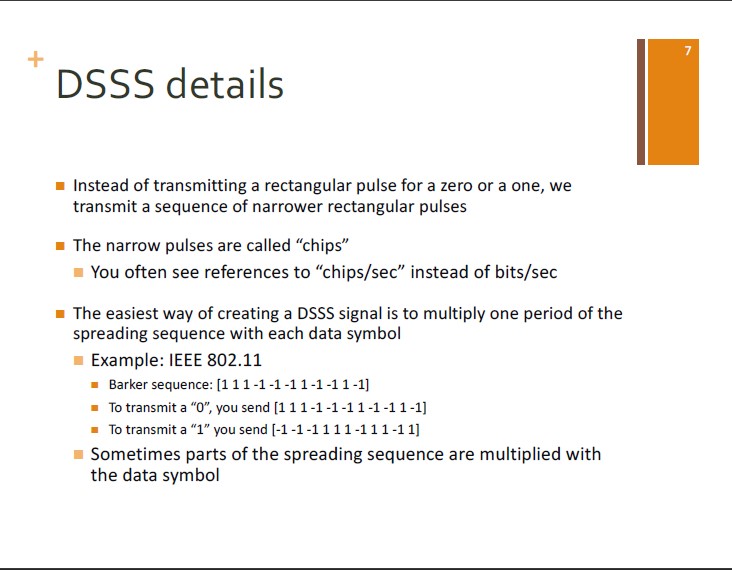 7
+
DSSS details
Instead of transmitting a rectangular pulse for a zero or a one, we
transmit a sequence of narrower rectangular pulses
The narrow pulses are called “chips”
You often see references to “chips/sec” instead of bits/sec
The easiest way of creating a DSSS signal is to multiply one period of the
spreading sequence with each data symbol
Example: IEEE 802.11
Barker sequence: [1 1 1 -1 -1 -1 1 -1 -1 1 -1]
To transmit a “0”, you send [1 1 1 -1 -1 -1 1 -1 -1 1 -1]
To transmit a “1” you send [-1 -1 -1 1 1 1 -1 1 1 -1 1]
Sometimes parts of the spreading sequence are multiplied with
the data symbol